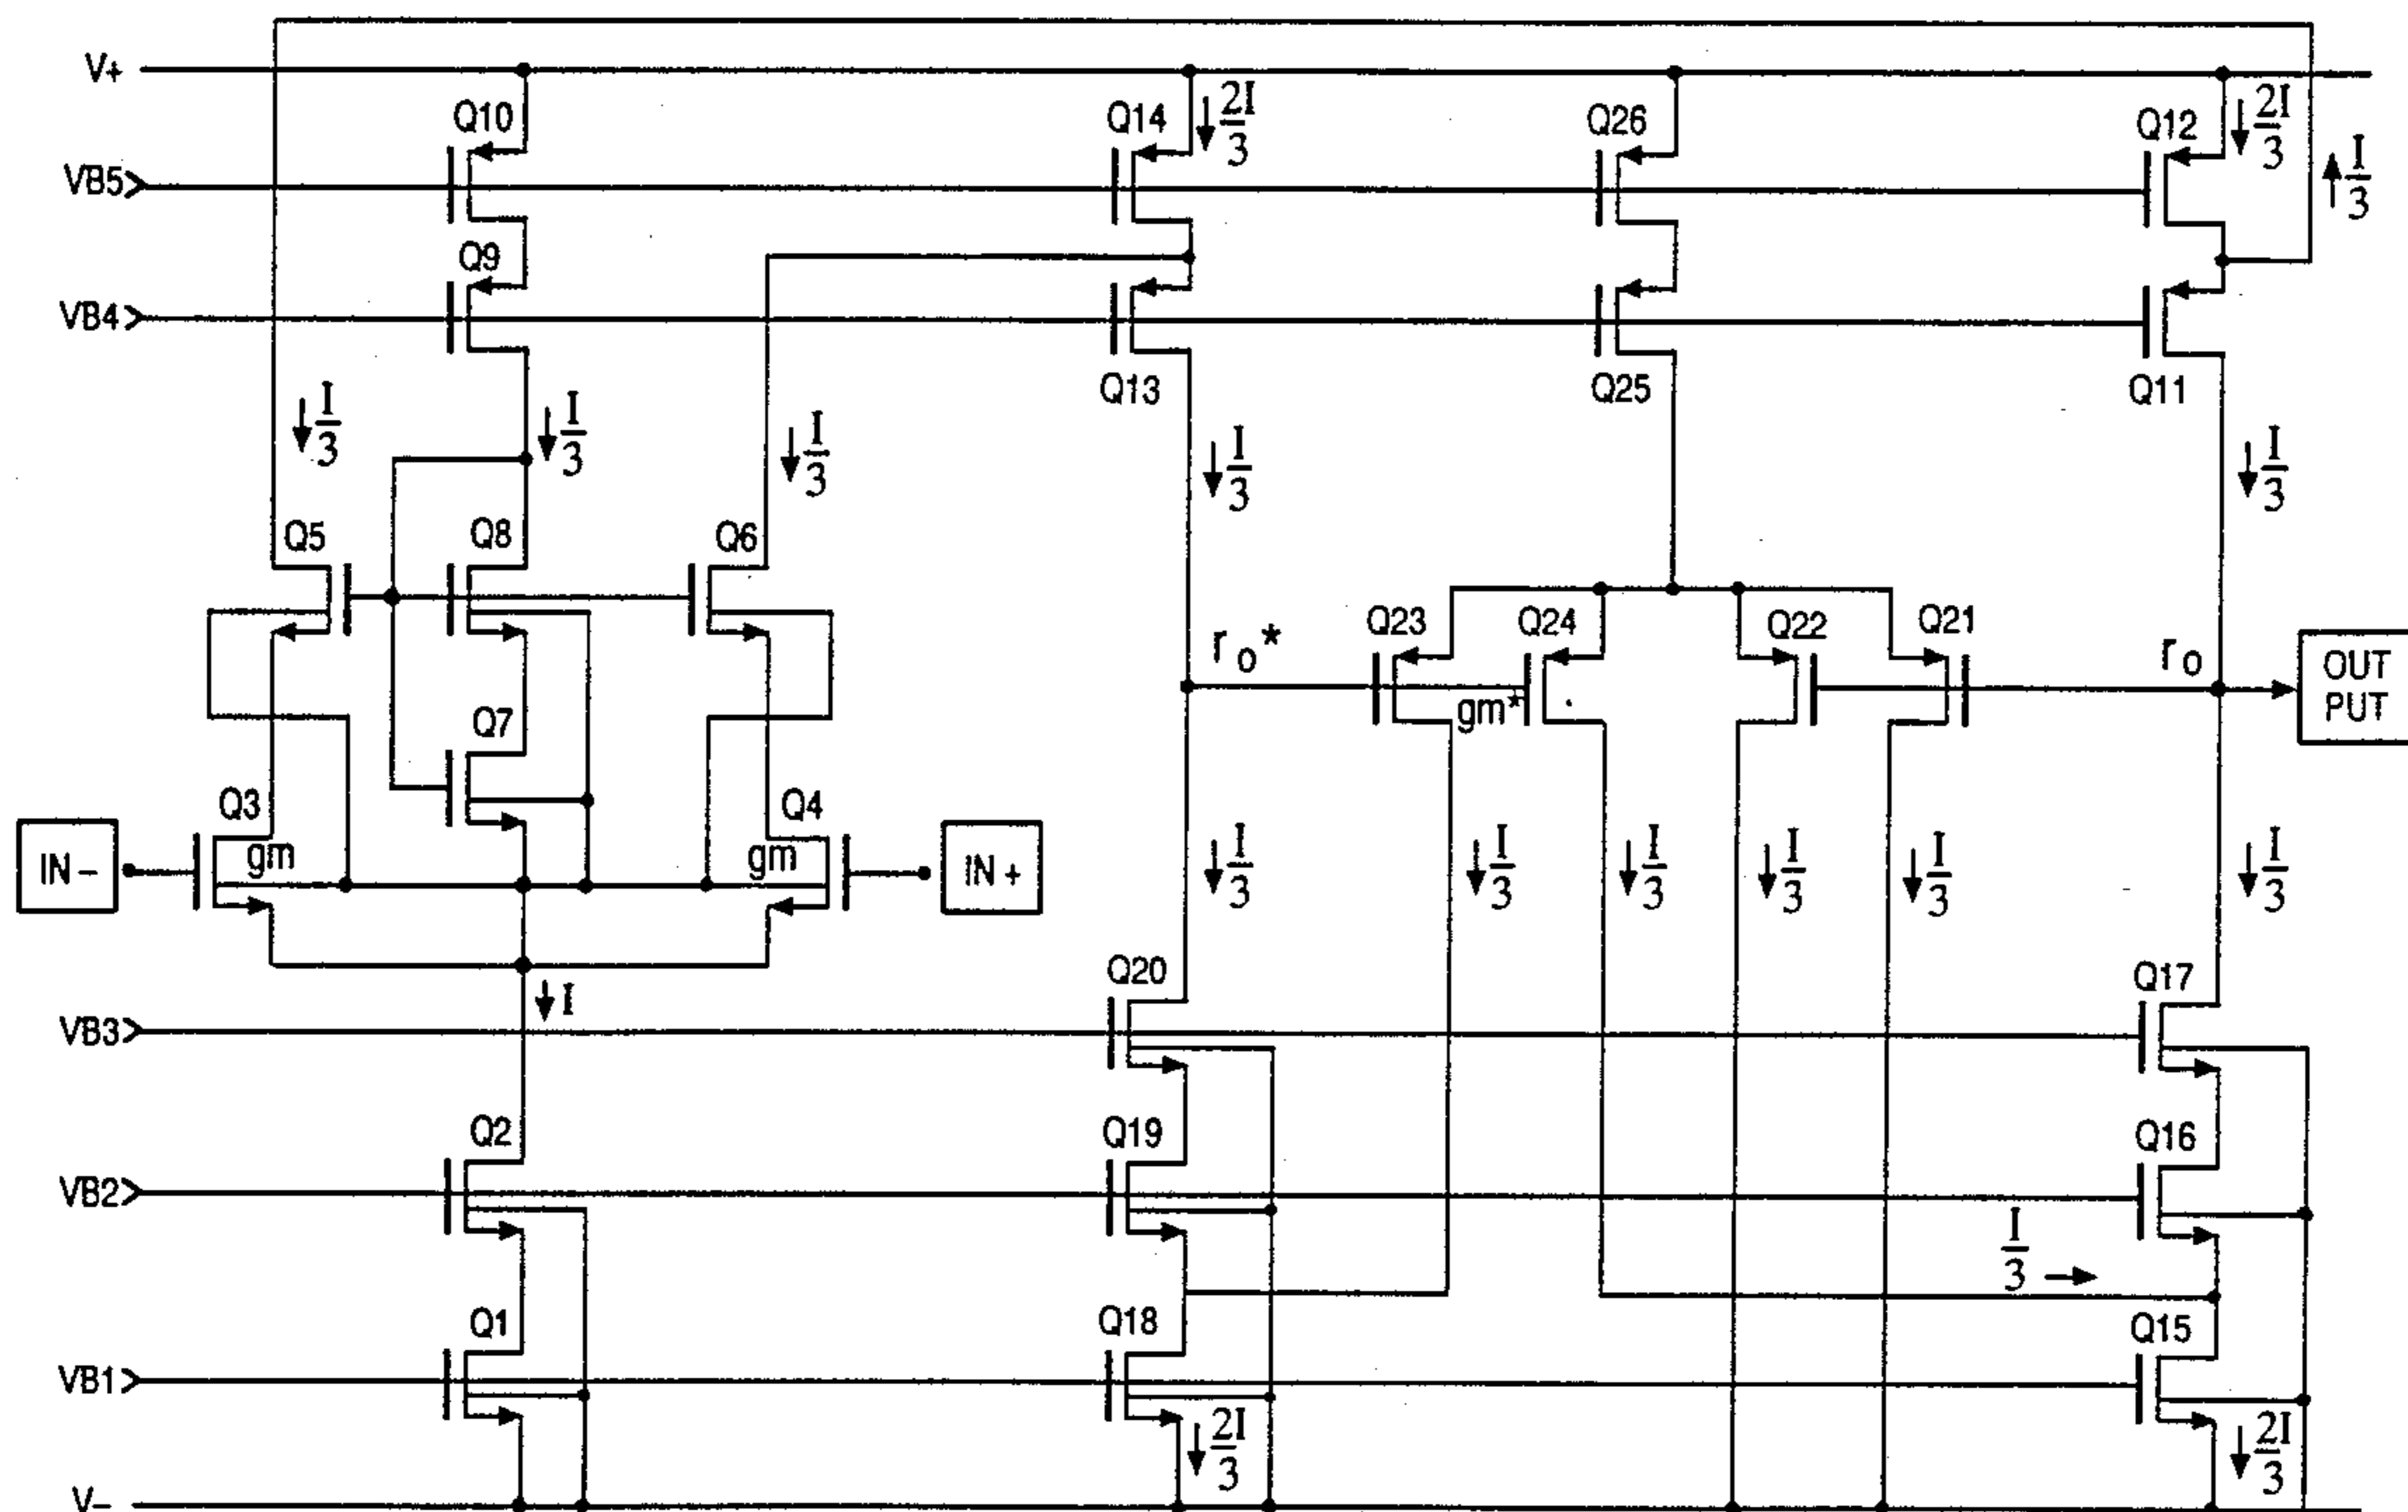 V+
Q10
Q14
2I/3
Q26
Q12
2I/3
I/3
VB5
Q9
VB4
Q13
Q25
Q11
I/3
I/3
I/3
I/3
I/3
Q5
Q8
Q6
Q23
Q24
Q22
Q21
ro*
gm*
ro
OUT
PUT
Q7
Q3
Q4
IN –
gm
gm
IN +
I/3
I/3
I/3
I/3
I/3
I/3
I
Q20
Q17
VB3
Q2
Q19
Q16
VB2
I/3
Q1
Q18
Q15
VB1
2I/3
2I/3
V–